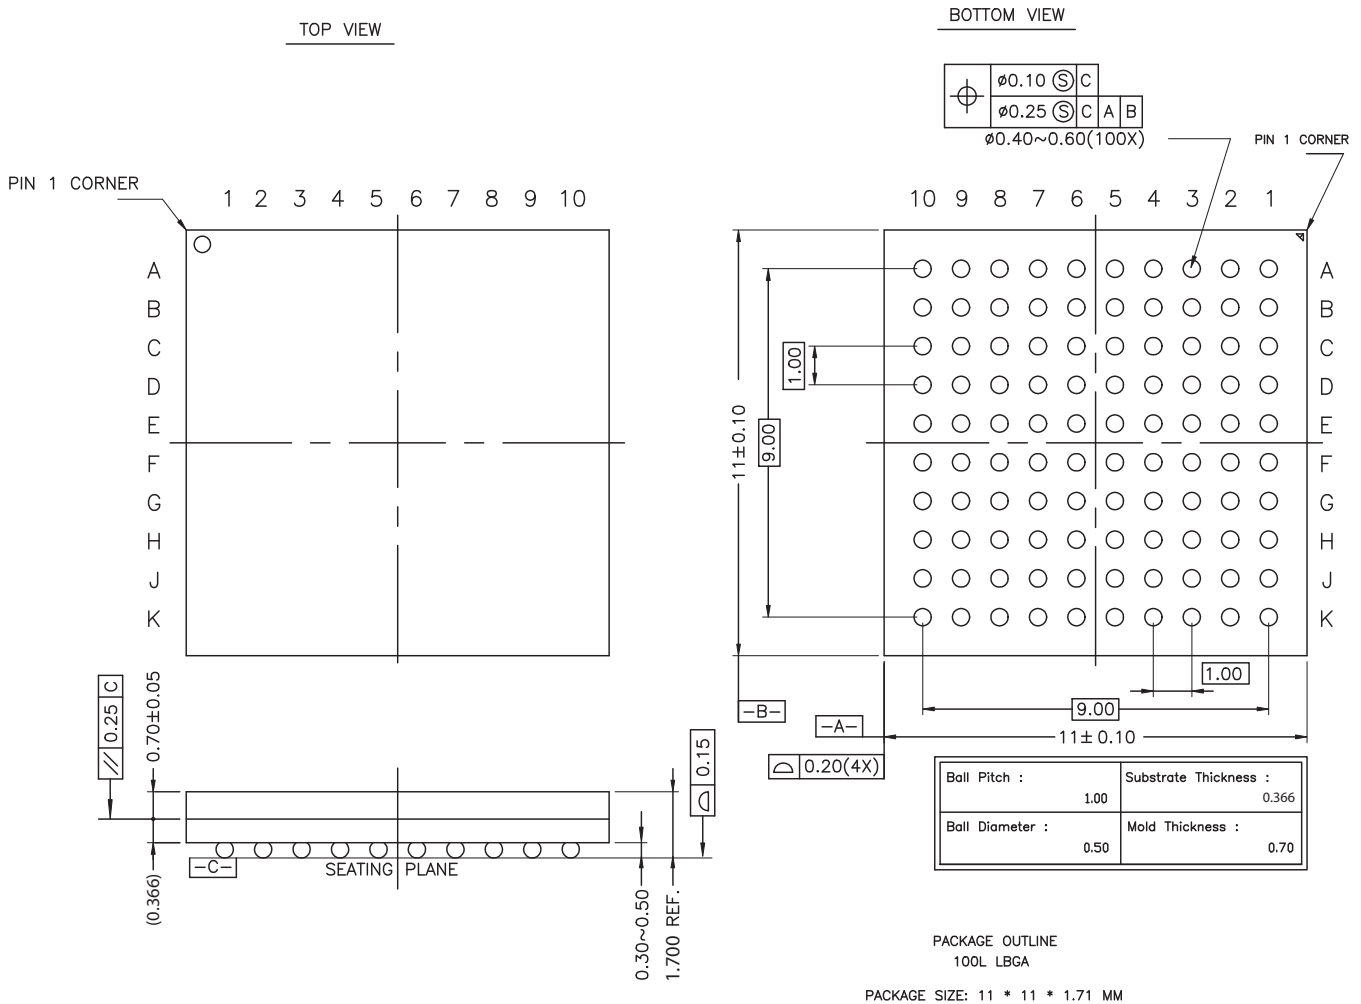 TOP VIEW
BOTTOM VIEW
⌀0.10 Ⓢ C
⌀0.25 Ⓢ C A B
⌀0.40~0.60(100X)
PIN 1 CORNER
PIN 1 CORNER
1 2 3 4 5 6 7 8 9 10
10 9 8 7 6 5 4 3 2 1
A
B
C
D
E
F
G
H
J
K
A
B
C
D
E
F
G
H
J
K
1.00
9.00
11±0.10
1.00
9.00
11±0.10
-B-
-A-
0.20(4X)
// 0.25 C
0.70±0.05
(0.366)
0.15
-C-
SEATING PLANE
0.30~0.50
1.700 REF.
Ball Pitch :
1.00
Substrate Thickness :
0.366
Ball Diameter :
0.50
Mold Thickness :
0.70
PACKAGE OUTLINE
100L LBGA
PACKAGE SIZE: 11 * 11 * 1.71 MM